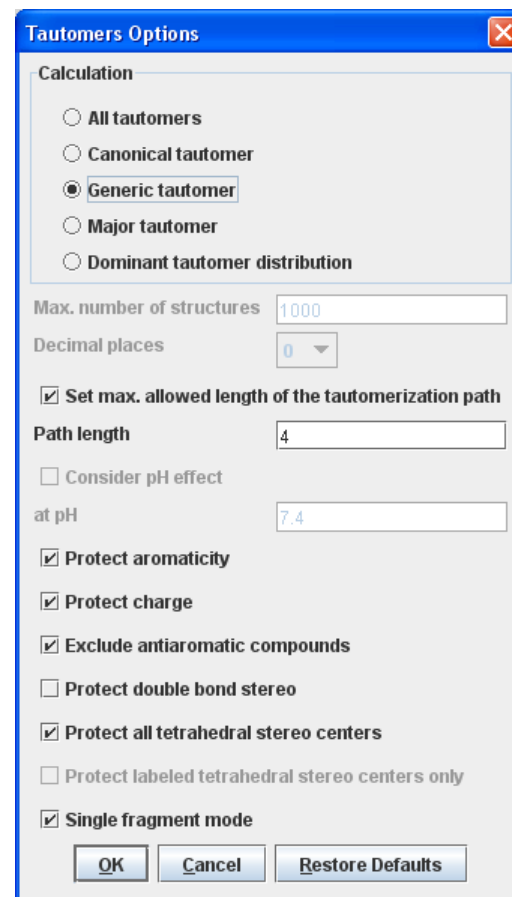 Tautomers Options
Calculation
All tautomers
Canonical tautomer
Generic tautomer
Major tautomer
Dominant tautomer distribution
Max. number of structures 1000
Decimal places 0
Set max. allowed length of the tautomerization path
Path length 4
Consider pH effect
at pH 7.4
Protect aromaticity
Protect charge
Exclude antiaromatic compounds
Protect double bond stereo
Protect all tetrahedral stereo centers
Protect labeled tetrahedral stereo centers only
Single fragment mode
OK Cancel Restore Defaults